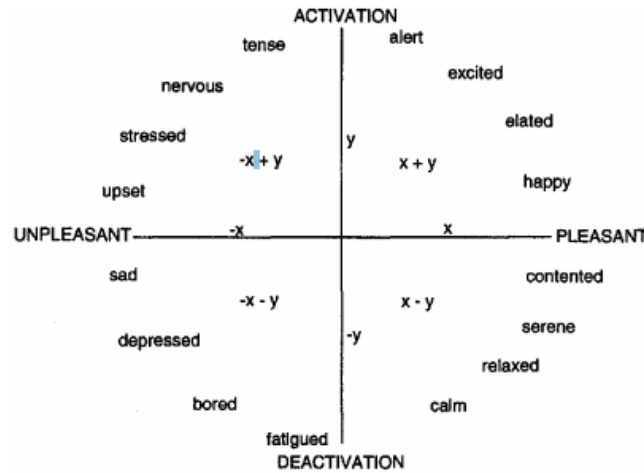 ACTIVATION
tense
alert
nervous
excited
stressed
elated
y
-x + y
x + y
upset
happy
UNPLEASANT
-x
x
PLEASANT
sad
contented
-x - y
x - y
depressed
-y
serene
relaxed
bored
calm
fatigued
DEACTIVATION